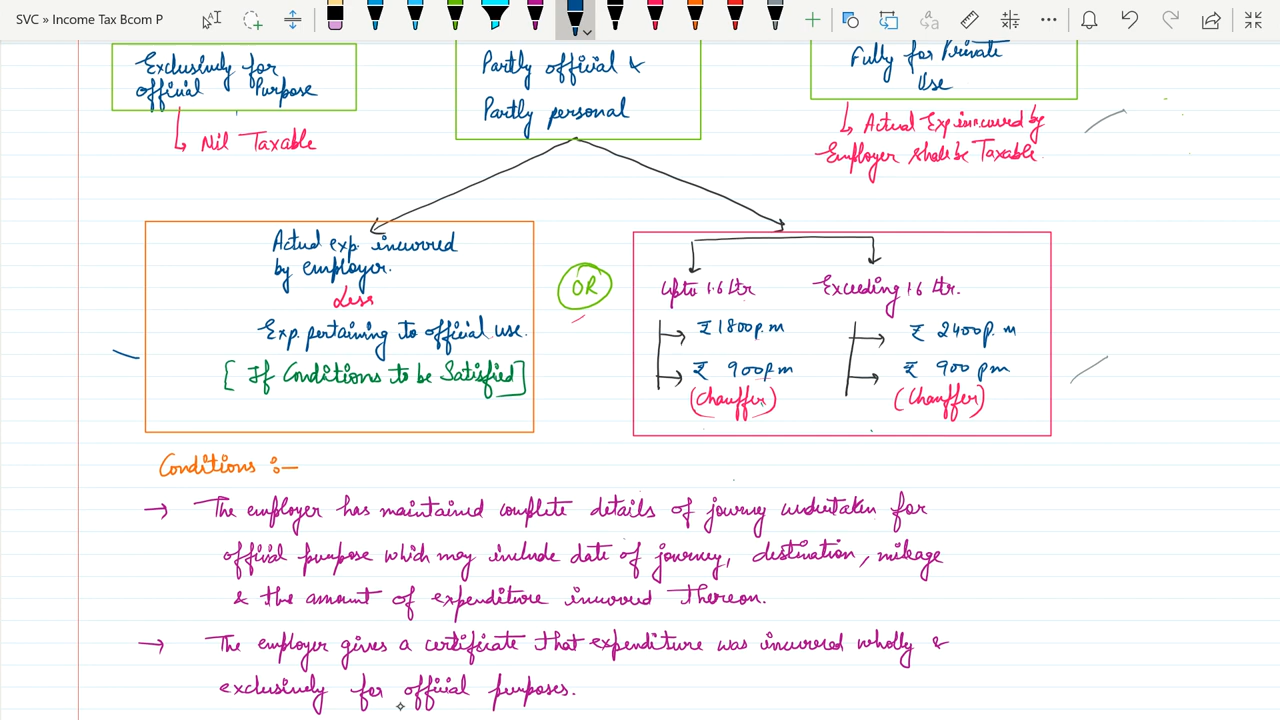 SVC » Income Tax Bcom P
Exclusively for
official Purpose
Nil Taxable
Partly official &
Partly personal
Fully for Private
Use
Actual Exp incurred by
Employer shall be Taxable.
Actual exp. incurred
by employer.
Less
Exp. pertaining to official use.
[If Conditions to be Satisfied]
OR
Upto 1.6 Ltr
₹ 1800 p.m
₹ 900 p.m
(Chauffer)
Exceeding 1.6 Ltr.
₹ 2400 p.m
₹ 900 pm
(Chauffer)
Conditions :-
→ The employer has maintained complete details of journey undertaken for
official purpose which may include date of journey, destination, mileage
& the amount of expenditure incurred thereon.
→ The employer gives a certificate that expenditure was incurred wholly &
exclusively for official purposes.